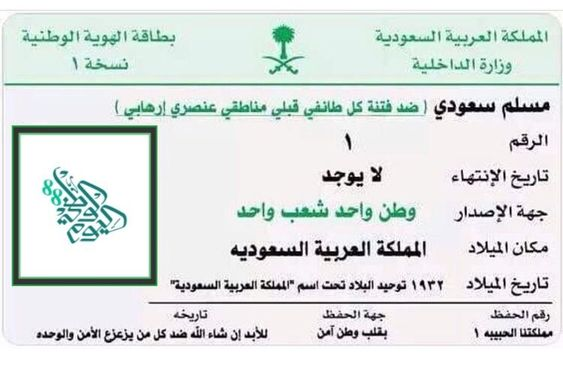 المملكة العربية السعودية
وزارة الداخلية
بطاقة الهوية الوطنية
نسخة ١
مسلم سعودي ( ضد فتنة كل طائفي قبلي مناطقي عنصري إرهابي )
الرقم ١
تاريخ الإنتهاء لا يوجد
جهة الإصدار وطن واحد شعب واحد
مكان الميلاد المملكة العربية السعوديه
تاريخ الميلاد ١٩٣٢ توحيد البلاد تحت اسم "المملكة العربية السعودية"
رقم الحفظ جهة الحفظ تاريخه
مملكتنا الحبيبه ١ بقلب وطن آمن للأبد إن شاء الله ضد كل من يزعزع الأمن والوحده
اليوم الوطني 88